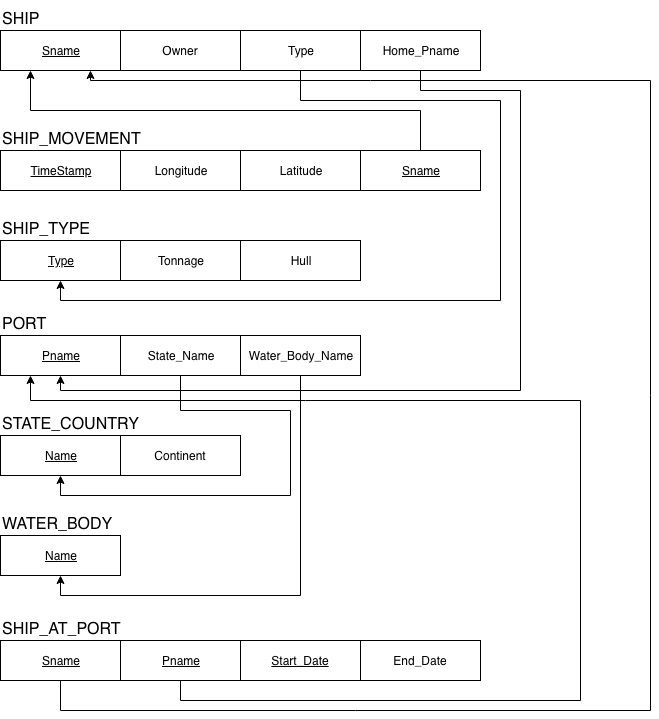 SHIP
Sname Owner Type Home_Pname
SHIP_MOVEMENT
TimeStamp Longitude Latitude Sname
SHIP_TYPE
Type Tonnage Hull
PORT
Pname State_Name Water_Body_Name
STATE_COUNTRY
Name Continent
WATER_BODY
Name
SHIP_AT_PORT
Sname Pname Start_Date End_Date